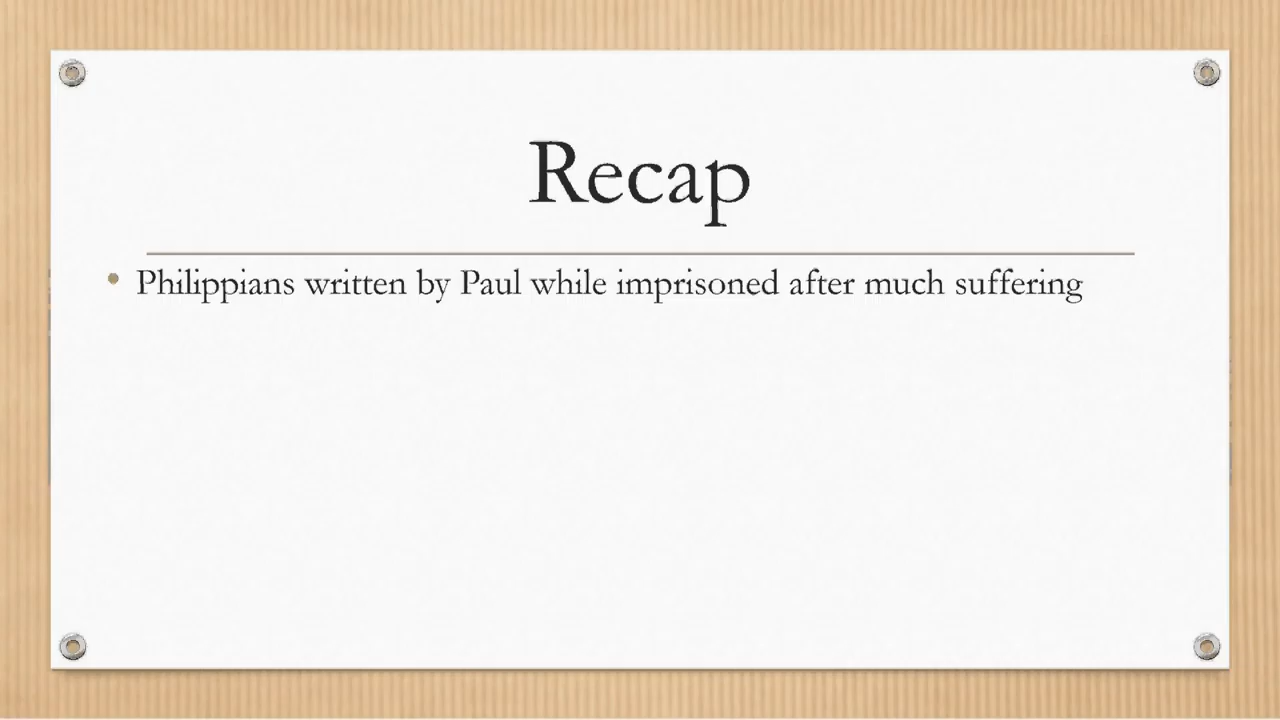 Recap
• Philippians written by Paul while imprisoned after much suffering